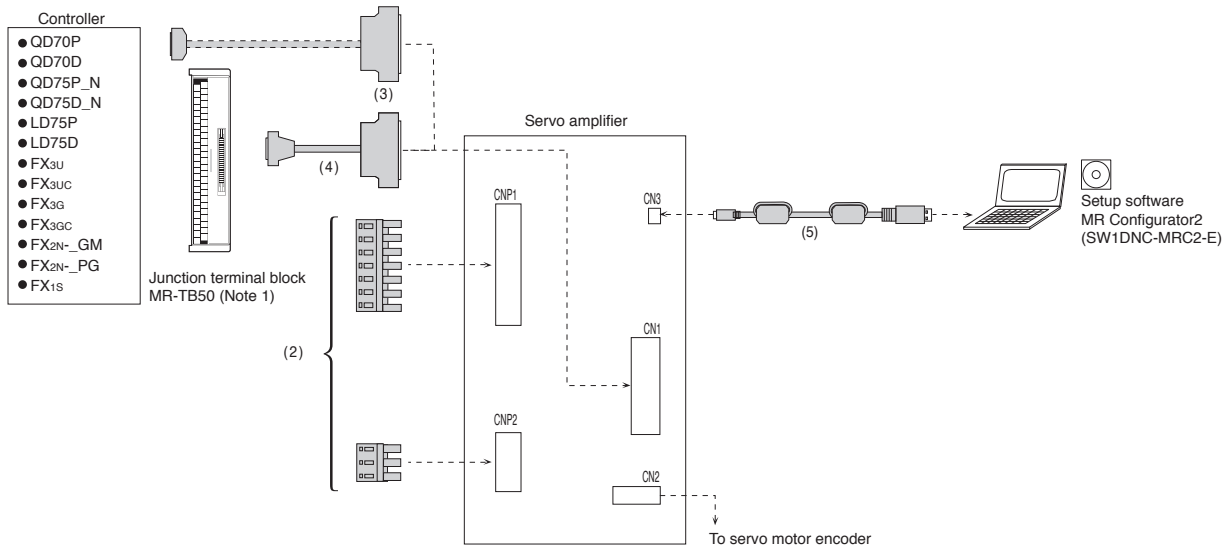 Controller
● QD70P
● QD70D
● QD75P_N
● QD75D_N
● LD75P
● LD75D
● FX3U
● FX3UC
● FX3G
● FX3GC
● FX2N-_GM
● FX2N-_PG
● FX1S
Junction terminal block
MR-TB50 (Note 1)
(3)
(4)
(2)
Servo amplifier
CNP1
CNP2
CN3
CN1
CN2
To servo motor encoder
(5)
Setup software
MR Configurator2
(SW1DNC-MRC2-E)